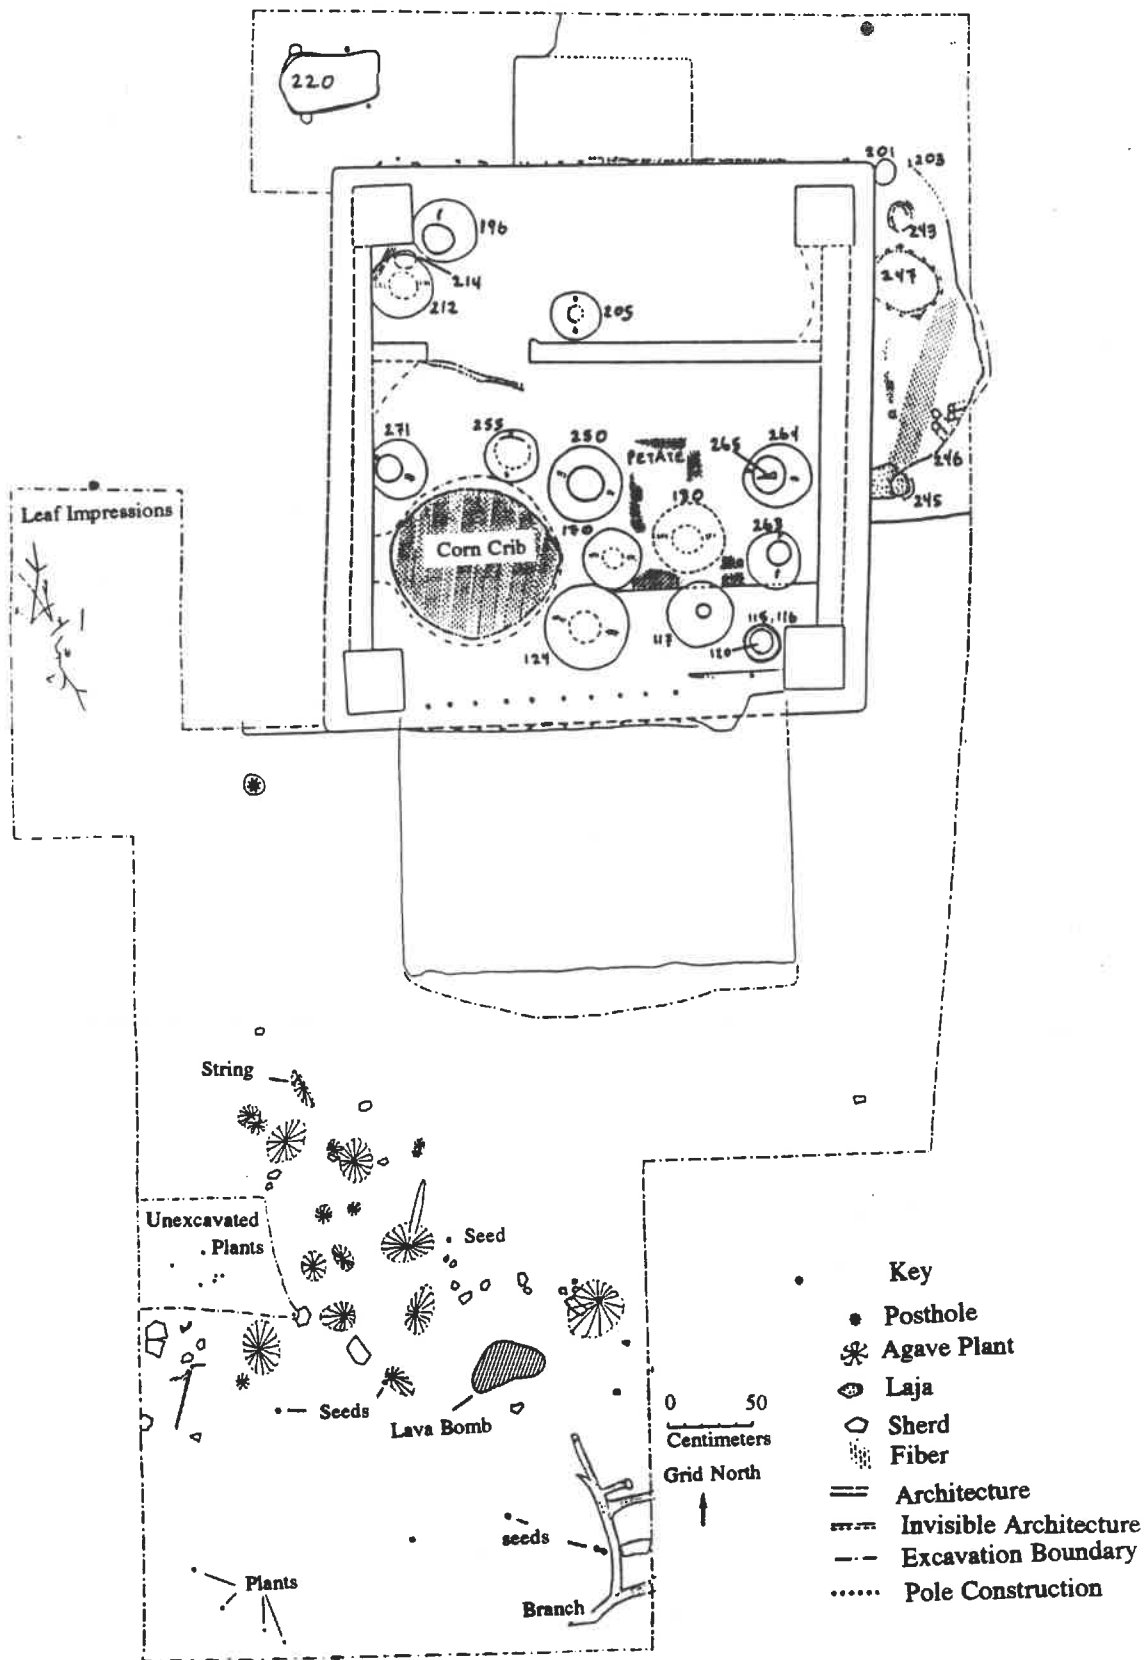 220
201
203
196
243
214
247
212
205
271
255
250
265
264
PETATE
246
190
245
Leaf Impressions
170
263
Corn Crib
115, 116
117
120
124
String
Unexcavated
Plants
Seed
Key
Posthole
Agave Plant
Laja
Seeds
0 50
Sherd
Lava Bomb
Centimeters
Fiber
Grid North
Architecture
Invisible Architecture
seeds
Excavation Boundary
Plants
Pole Construction
Branch